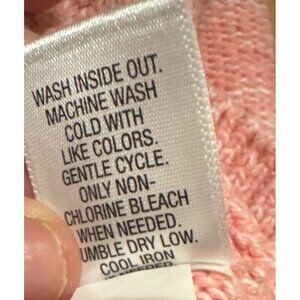 WASH INSIDE OUT.
MACHINE WASH
COLD WITH
LIKE COLORS.
GENTLE CYCLE.
ONLY NON-
CHLORINE BLEACH
WHEN NEEDED.
UMBLE DRY LOW.
COOL IRON